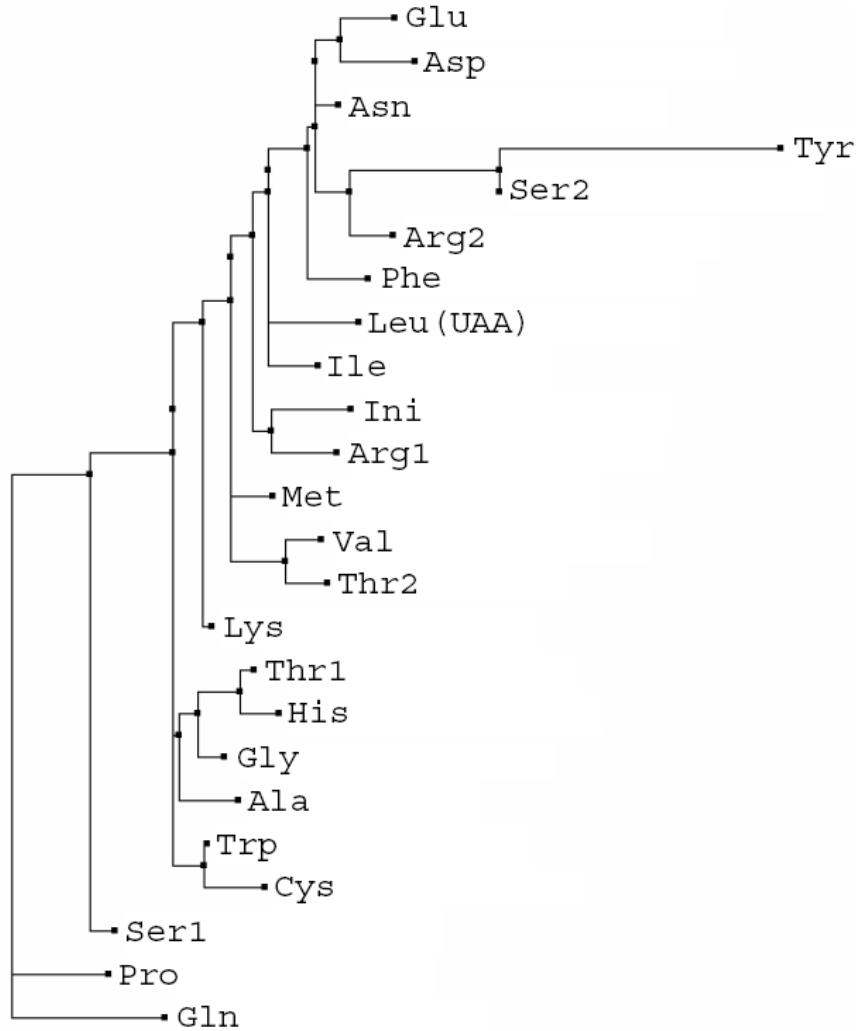 Glu
Asp
Asn
Tyr
Ser2
Arg2
Phe
Leu(UAA)
Ile
Ini
Arg1
Met
Val
Thr2
Lys
Thr1
His
Gly
Ala
Trp
Cys
Ser1
Pro
Gln